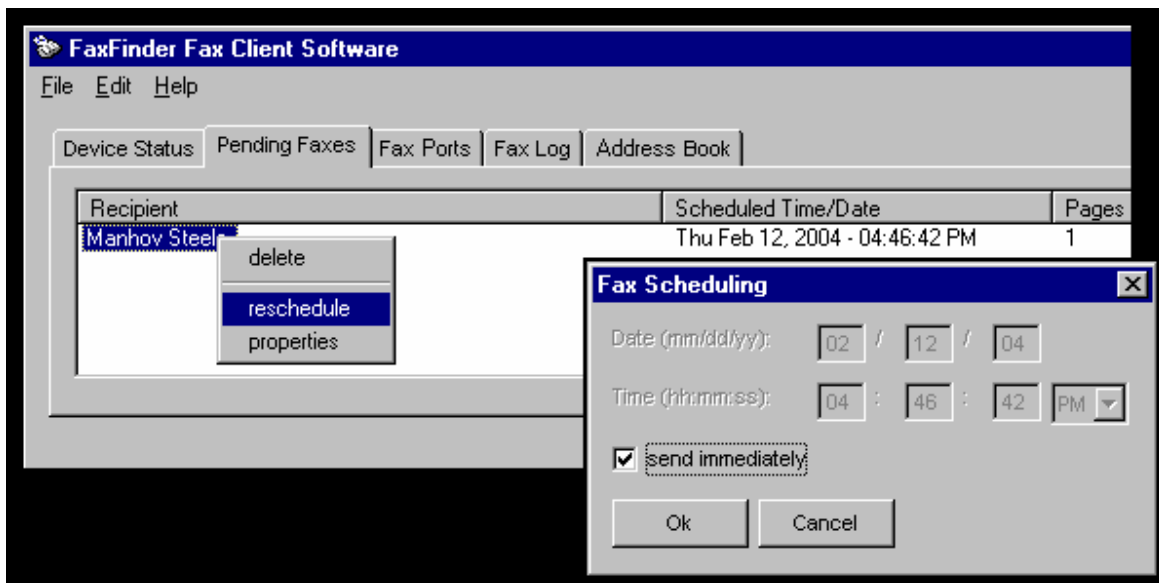 FaxFinder Fax Client Software
File Edit Help
Device Status Pending Faxes Fax Ports Fax Log Address Book
Recipient Scheduled Time/Date Pages
Manhov Steele Thu Feb 12, 2004 - 04:46:42 PM 1
delete
reschedule
properties
Fax Scheduling
Date (mm/dd/yy): 02 / 12 / 04
Time (hh:mm:ss): 04 : 46 : 42 PM
send immediately
Ok Cancel